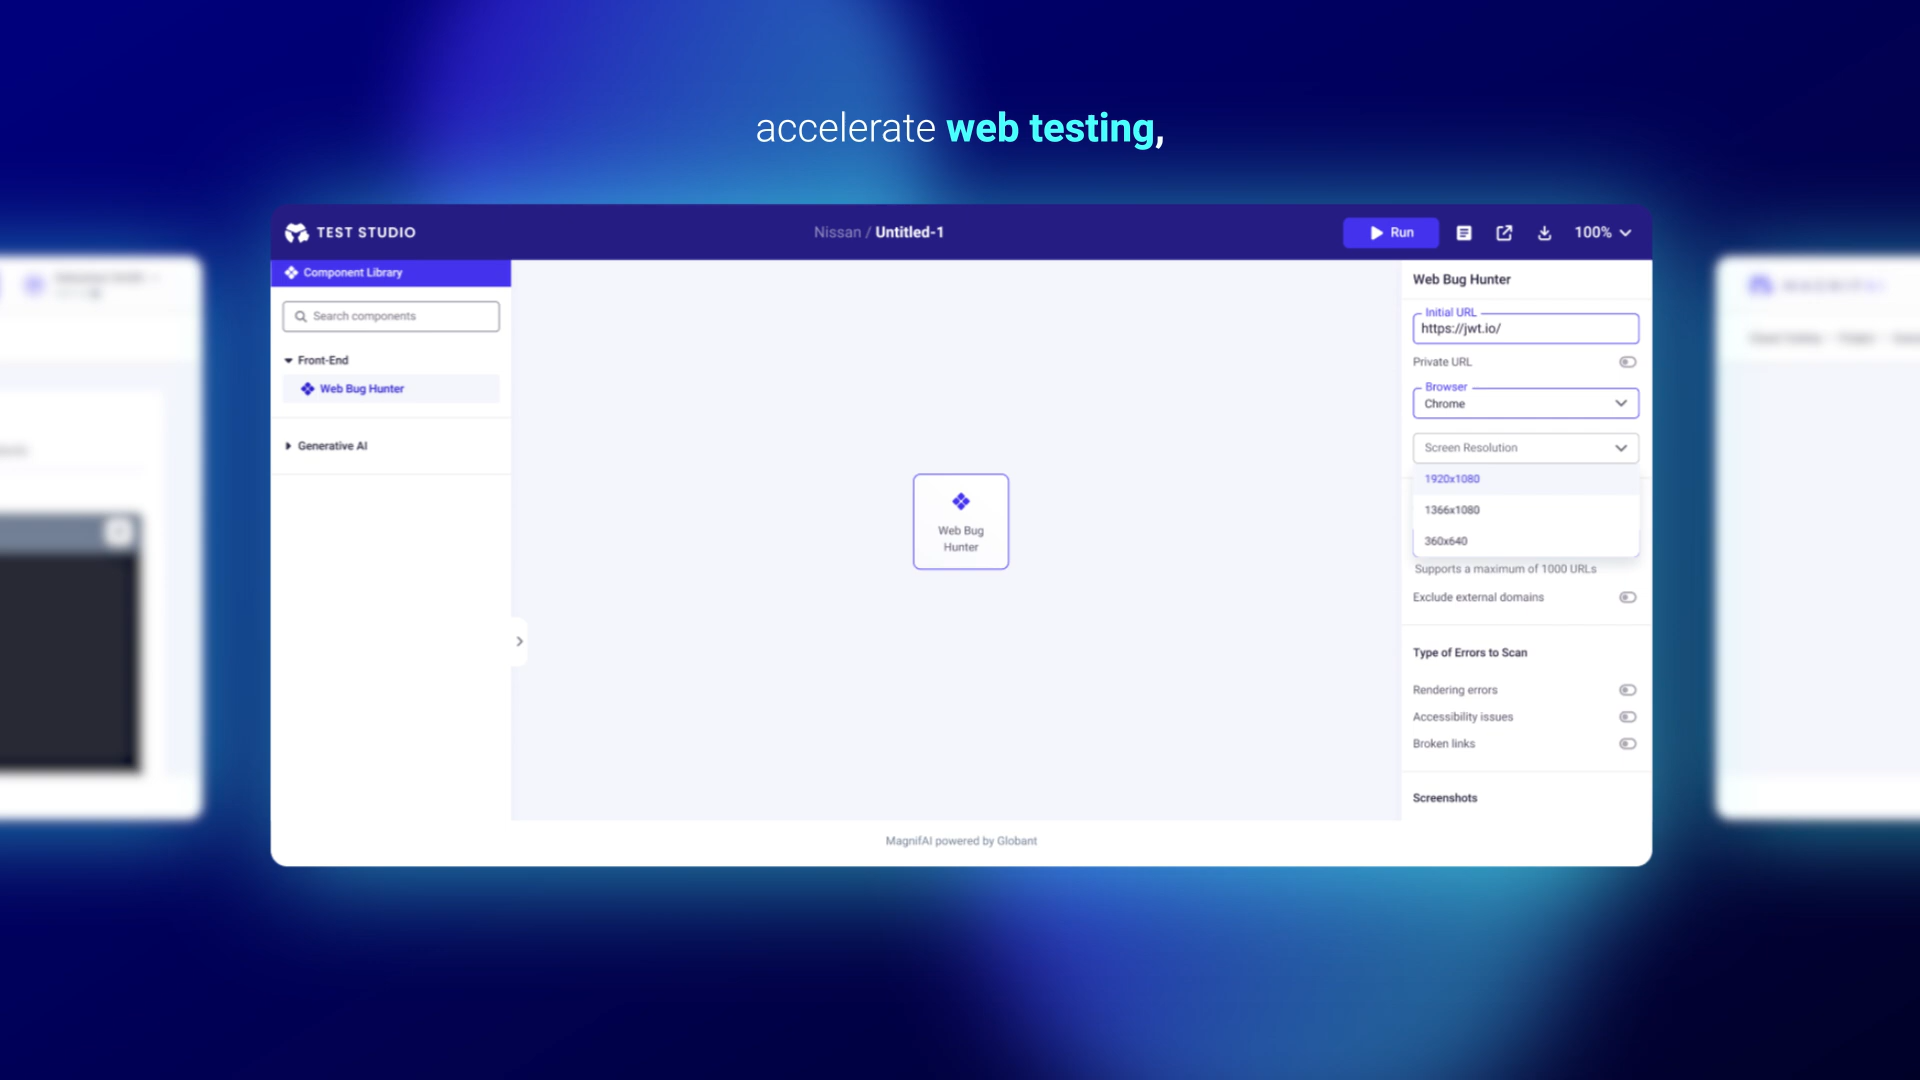 accelerate web testing,
TEST STUDIO
Nissan / Untitled-1
Run
100%
Component Library
Search components
Front-End
Web Bug Hunter
Generative AI
Web Bug
Hunter
Web Bug Hunter
Initial URL
https://jwt.io/
Private URL
Browser
Chrome
Screen Resolution
1920x1080
1366x1080
360x640
Supports a maximum of 1000 URLs
Exclude external domains
Type of Errors to Scan
Rendering errors
Accessibility issues
Broken links
Screenshots
MagnifAI powered by Globant